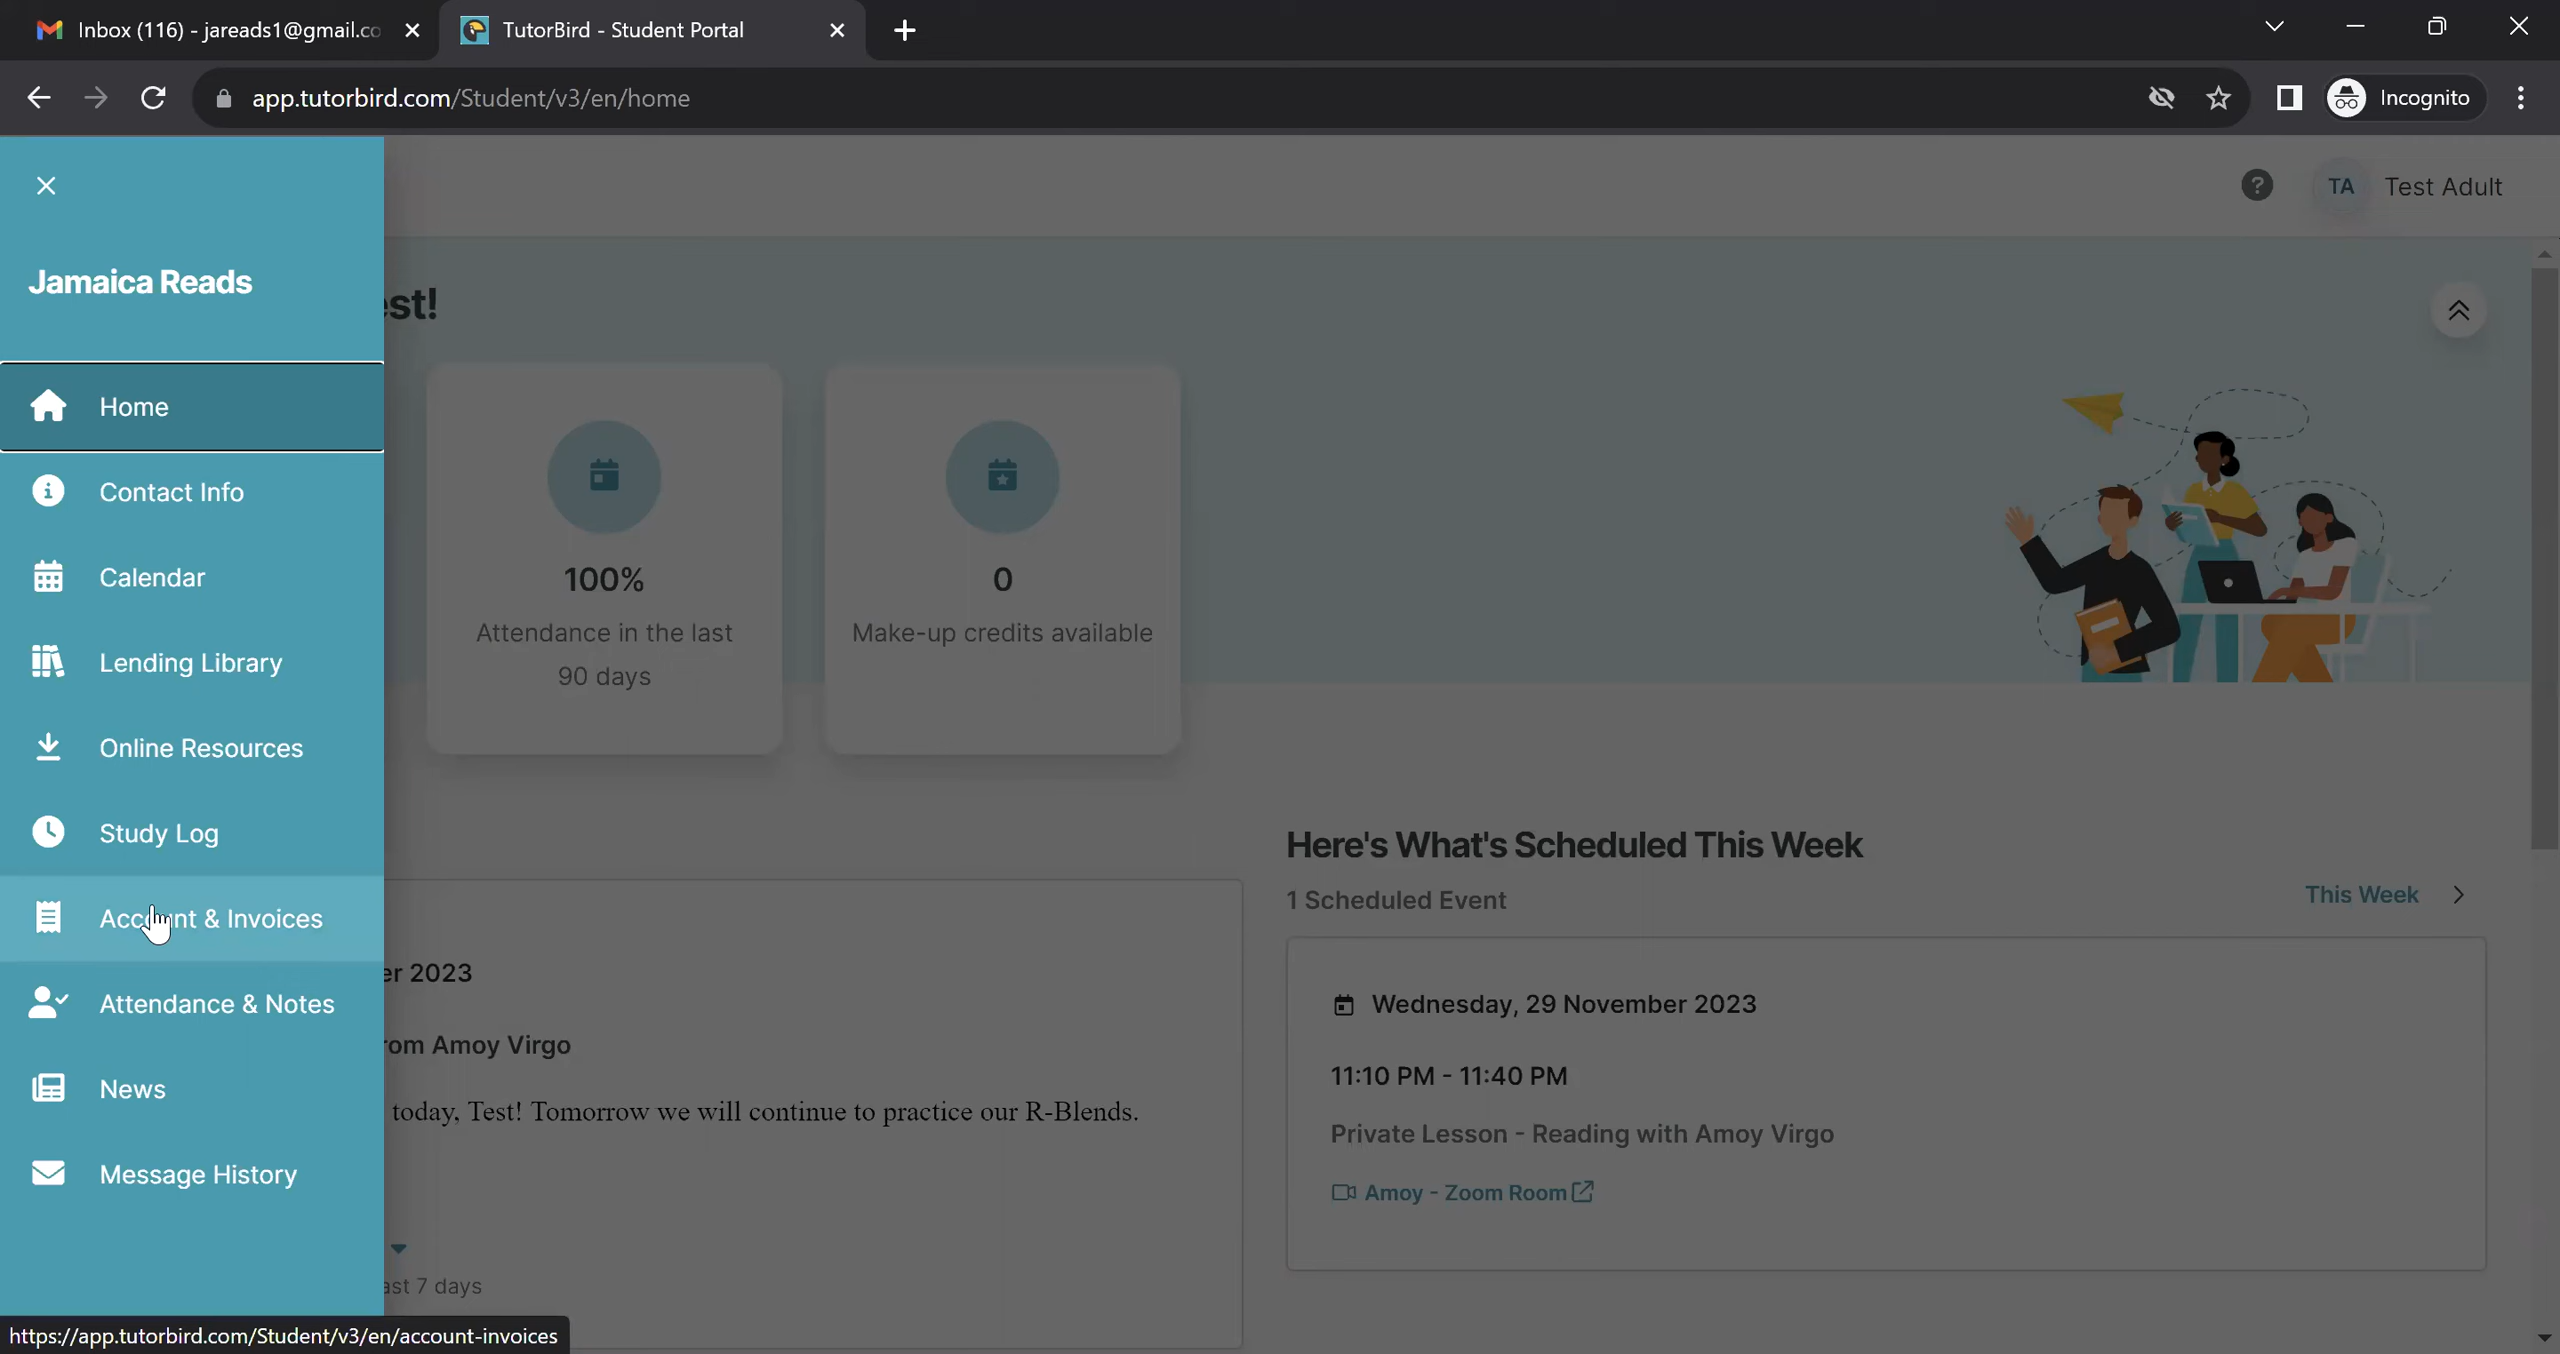 Inbox (116) - jareads1@gmail.co
TutorBird - Student Portal
app.tutorbird.com/Student/v3/en/home
Incognito
TA Test Adult
Jamaica Reads
est!
Home
Contact Info
Calendar
Lending Library
Online Resources
Study Log
Account & Invoices
Attendance & Notes
News
Message History
100%
Attendance in the last
90 days
0
Make-up credits available
er 2023
om Amoy Virgo
today, Test! Tomorrow we will continue to practice our R-Blends.
ast 7 days
Here's What's Scheduled This Week
1 Scheduled Event
This Week
Wednesday, 29 November 2023
11:10 PM - 11:40 PM
Private Lesson - Reading with Amoy Virgo
Amoy - Zoom Room
https://app.tutorbird.com/Student/v3/en/account-invoices